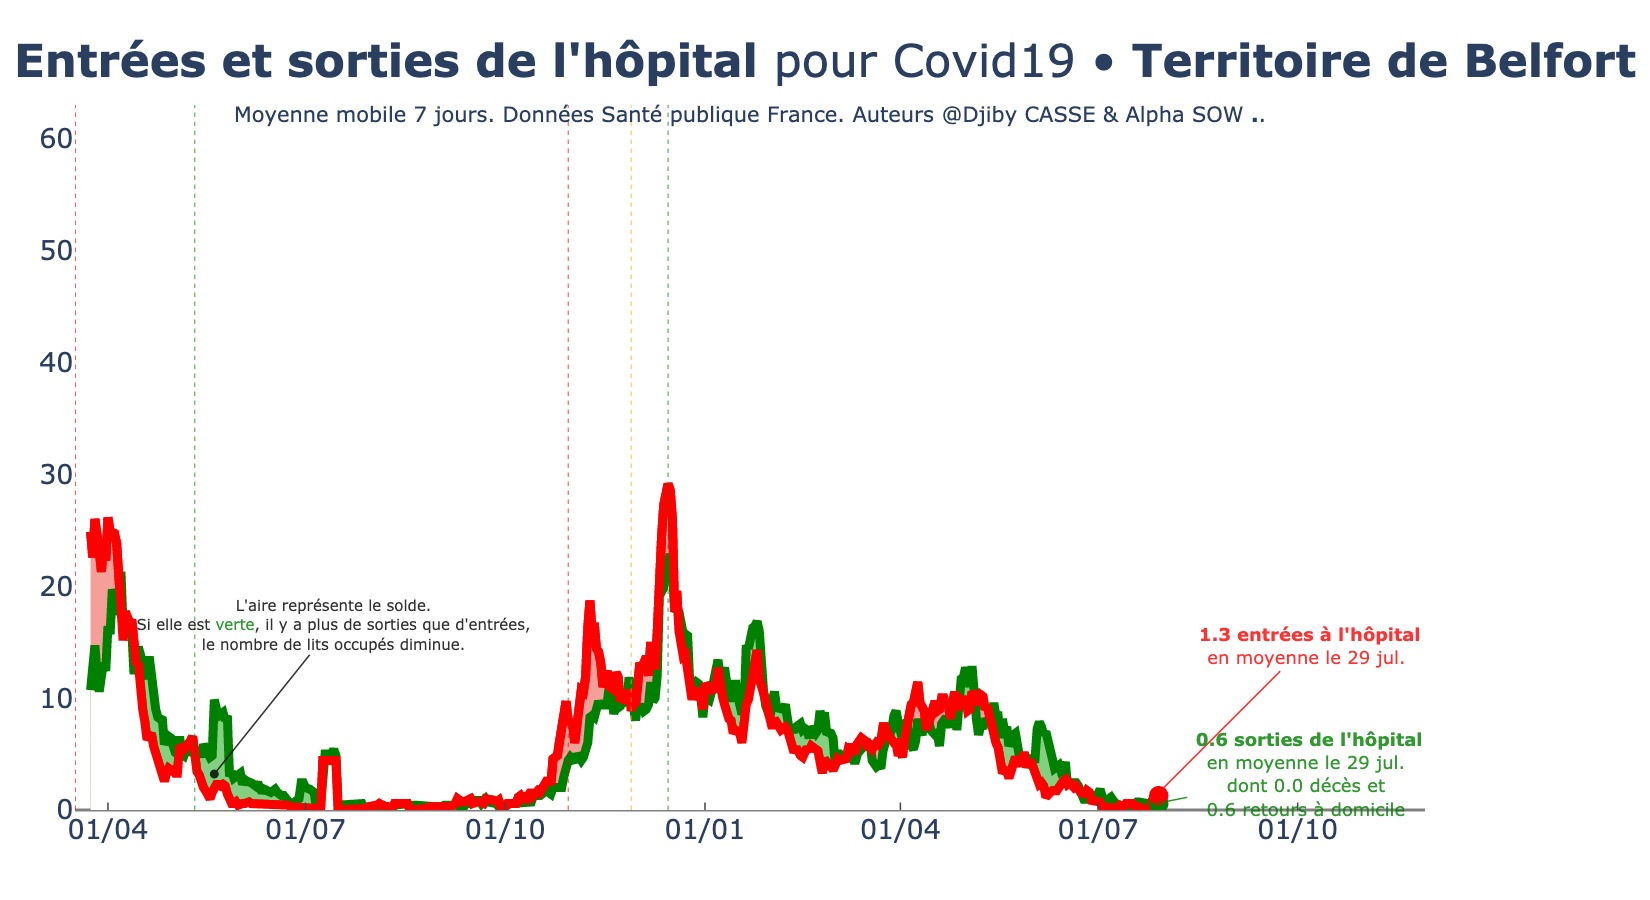 Entrées et sorties de l'hôpital pour Covid19 • Territoire de Belfort
Moyenne mobile 7 jours. Données Santé publique France. Auteurs @Djiby CASSE & Alpha SOW ..
60
50
40
30
20
10
0
L'aire représente le solde.
Si elle est verte, il y a plus de sorties que d'entrées,
le nombre de lits occupés diminue.
1.3 entrées à l'hôpital
en moyenne le 29 jul.
0.6 sorties de l'hôpital
en moyenne le 29 jul.
dont 0.0 décès et
0.6 retours à domicile
01/04 01/07 01/10 01/01 01/04 01/07 01/10